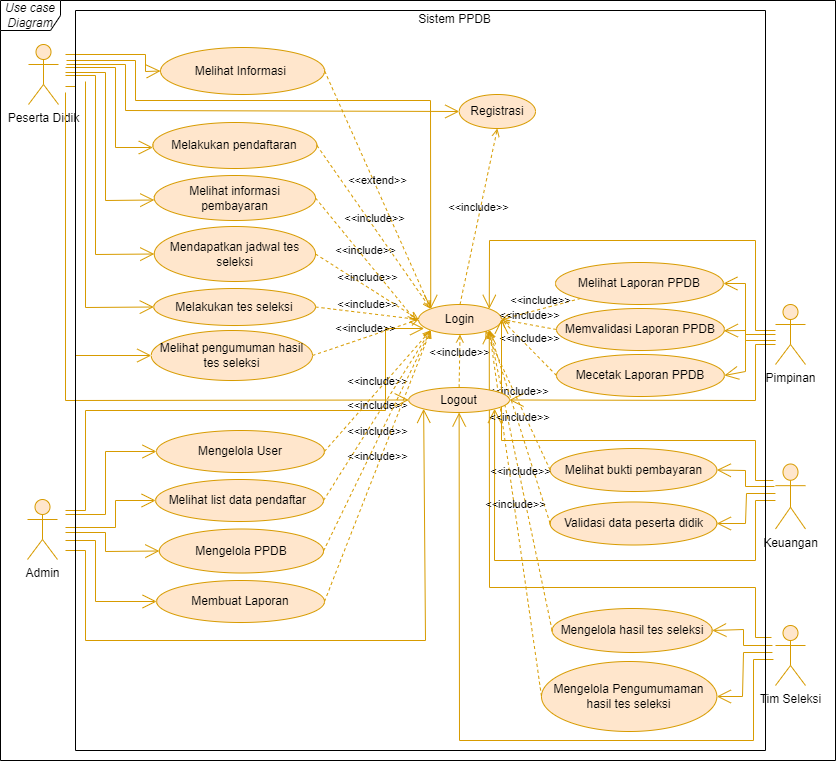 Use case
Diagram
Sistem PPDB
Peserta Didik
Melihat Informasi
Registrasi
Melakukan pendaftaran
<<extend>>
Melihat informasi
pembayaran
<<include>>
<<include>>
Mendapatkan jadwal tes
seleksi
<<include>>
<<include>>
Melakukan tes seleksi
<<include>>
Melihat pengumuman hasil
tes seleksi
<<include>>
Login
Melihat Laporan PPDB
<<include>>
<<include>>
Memvalidasi Laporan PPDB
<<include>>
Mecetak Laporan PPDB
Pimpinan
<<include>>
Logout
<<include>>
<<include>>
<<include>>
<<include>>
<<include>>
<<include>>
Mengelola User
Melihat list data pendaftar
Mengelola PPDB
Membuat Laporan
Admin
Melihat bukti pembayaran
<<include>>
Validasi data peserta didik
<<include>>
Keuangan
Mengelola hasil tes seleksi
Mengelola Pengumumaman
hasil tes seleksi
Tim Seleksi